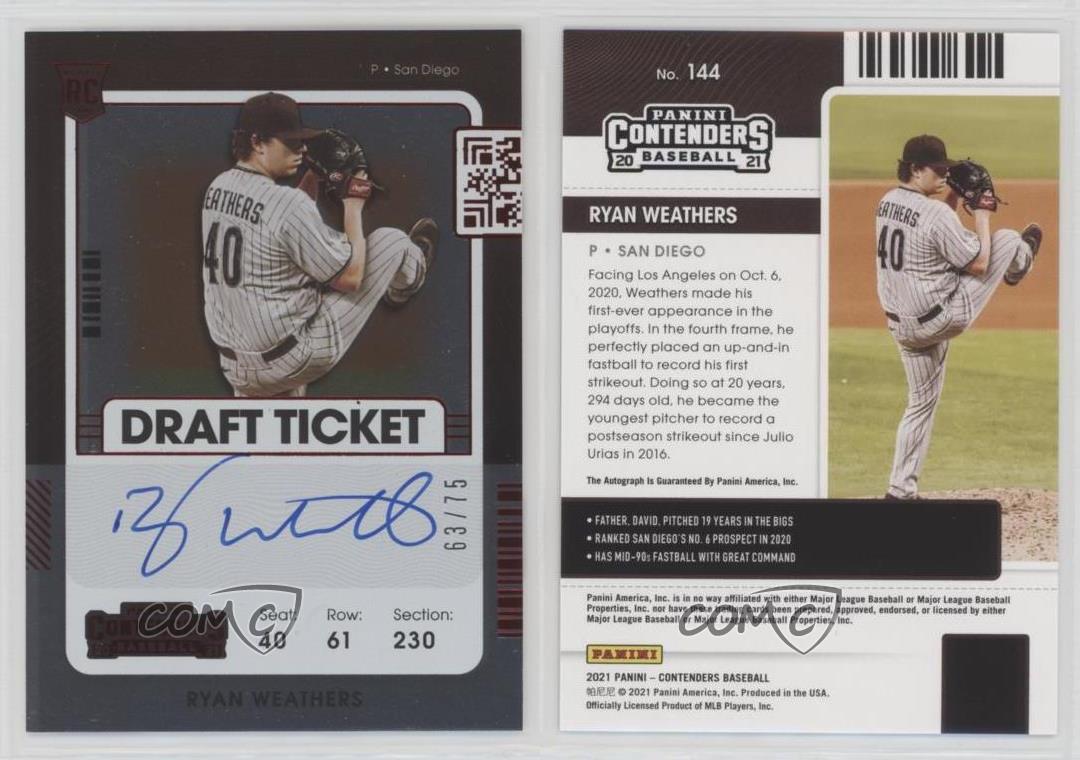 RC
P • San Diego
EATHERS
40
DRAFT TICKET
63/75
CONTENDERS
BASEBALL
21
Seat: Row: Section:
40 61 230
COMC
RYAN WEATHERS
No. 144
PANINI
CONTENDERS
20 BASEBALL 21
RYAN WEATHERS
P • SAN DIEGO
Facing Los Angeles on Oct. 6,
2020, Weathers made his
first-ever appearance in the
playoffs. In the fourth frame, he
perfectly placed an up-and-in
fastball to record his first
strikeout. Doing so at 20 years,
294 days old, he became the
youngest pitcher to record a
postseason strikeout since Julio
Urias in 2016.
The Autograph Is Guaranteed By Panini America, Inc.
EATHERS
40
• FATHER, DAVID, PITCHED 19 YEARS IN THE BIGS
• RANKED SAN DIEGO'S NO. 6 PROSPECT IN 2020
• HAS MID-90s FASTBALL WITH GREAT COMMAND
Panini America, Inc. is in no way affiliated with either Major League Baseball or Major League Baseball
Properties, Inc. nor have these been prepared, approved, endorsed, or licensed by either
Major League Baseball or Major League Baseball Properties, Inc.
COMC
PANINI
2021 PANINI – CONTENDERS BASEBALL
帕尼尼 © 2021 Panini America, Inc. Produced in the USA.
Officially Licensed Product of MLB Players, Inc.